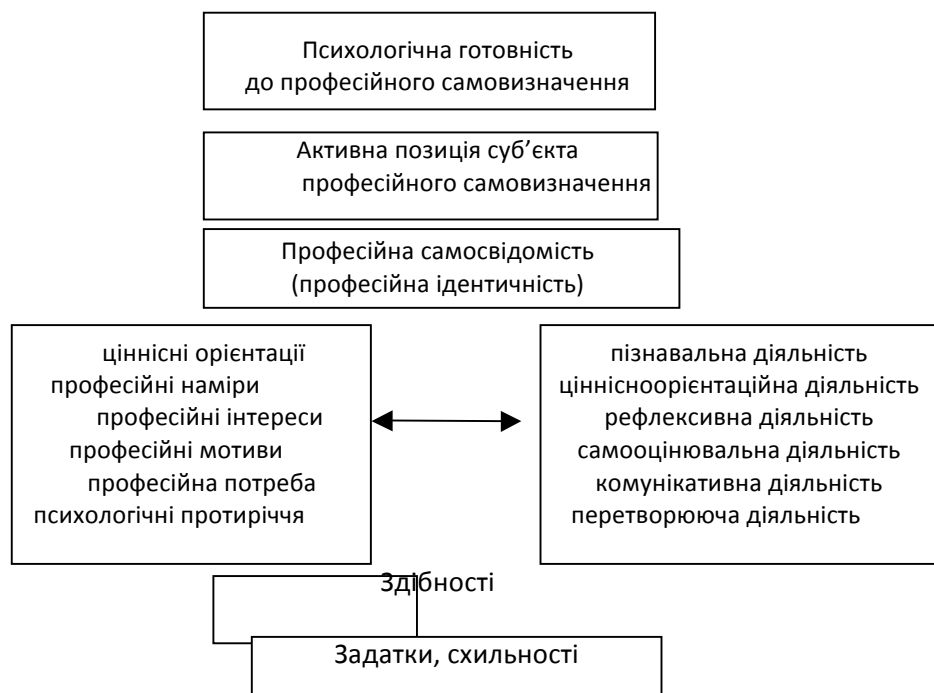 Психологічна готовність
до професійного самовизначення
Активна позиція суб’єкта
професійного самовизначення
Професійна самосвідомість
(професійна ідентичність)
ціннісні орієнтації
професійні наміри
професійні інтереси
професійні мотиви
професійна потреба
психологічні протиріччя
пізнавальна діяльність
ціннісноорієнтаційна діяльність
рефлексивна діяльність
самооцінювальна діяльність
комунікативна діяльність
перетворююча діяльність
Здібності
Задатки, схильності